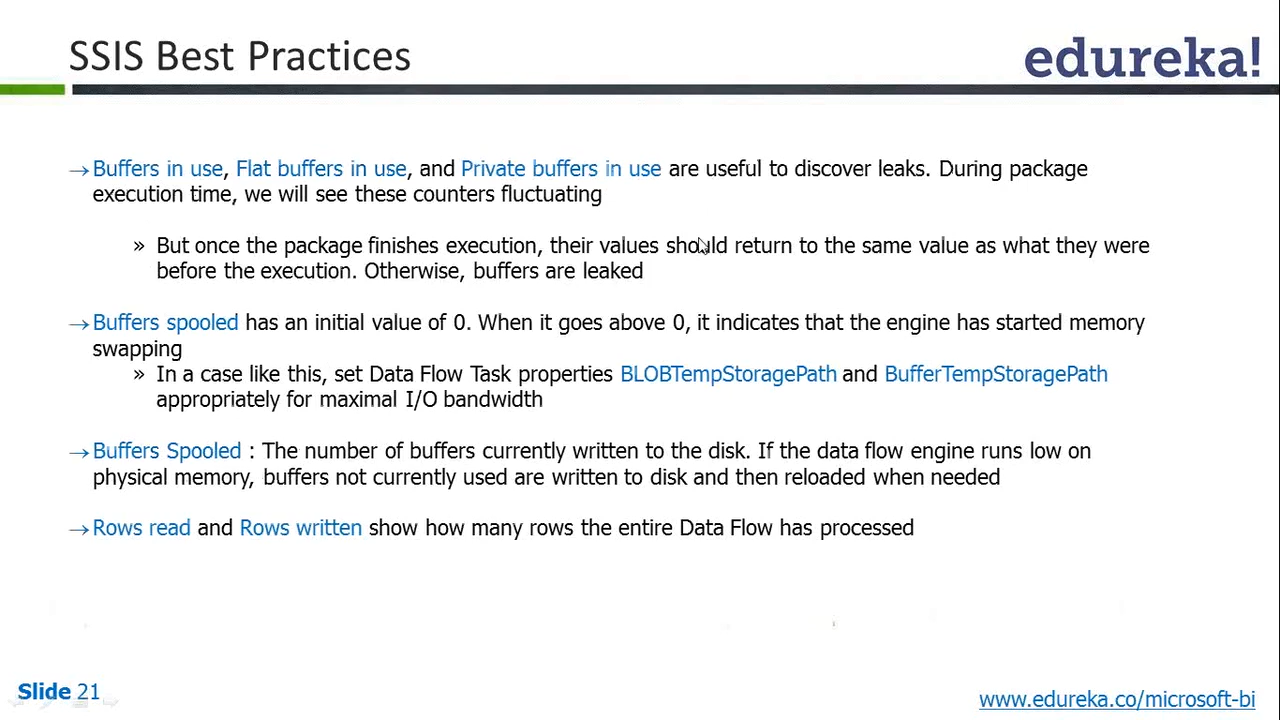 SSIS Best Practices
edureka!
→ Buffers in use, Flat buffers in use, and Private buffers in use are useful to discover leaks. During package
execution time, we will see these counters fluctuating
» But once the package finishes execution, their values should return to the same value as what they were
before the execution. Otherwise, buffers are leaked
→ Buffers spooled has an initial value of 0. When it goes above 0, it indicates that the engine has started memory
swapping
» In a case like this, set Data Flow Task properties BLOBTempStoragePath and BufferTempStoragePath
appropriately for maximal I/O bandwidth
→ Buffers Spooled : The number of buffers currently written to the disk. If the data flow engine runs low on
physical memory, buffers not currently used are written to disk and then reloaded when needed
→ Rows read and Rows written show how many rows the entire Data Flow has processed
Slide 21
www.edureka.co/microsoft-bi